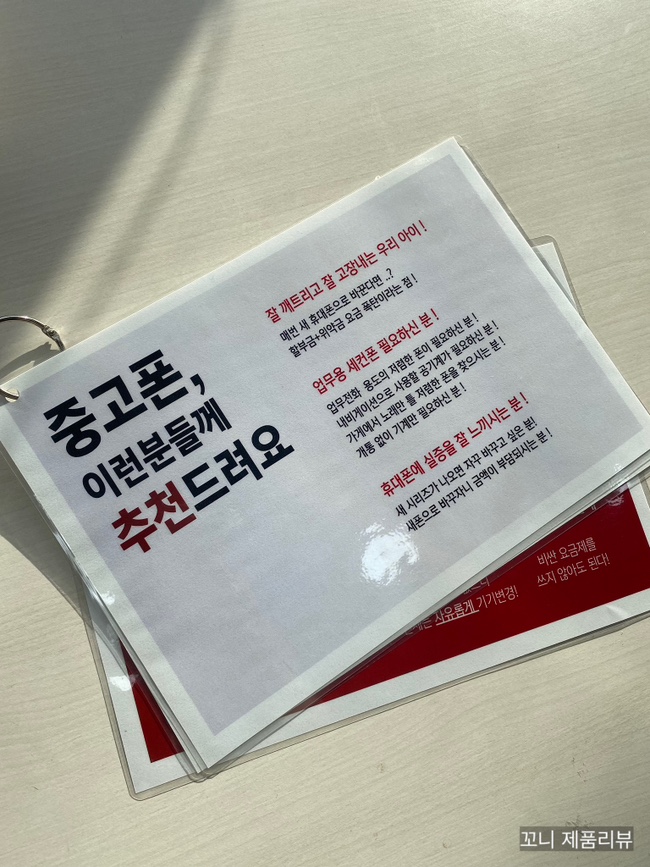 중고폰,
이런분들께
추천드려요
잘 깨트리고 잘 고장내는 우리 아이 !
매번 새 휴대폰으로 바꾼다면 ..?
할부금+위약금 요금 폭탄이라는 점 !
업무용 세컨폰 필요하신 분 !
업무전화 용도의 저렴한 폰이 필요하신 분 !
내비게이션으로 사용할 공기계가 필요하신 분 !
가게에서 노래만 틀 저렴한 폰을 찾으시는 분 !
개통 없이 기계만 필요하신 분 !
휴대폰에 실증을 잘 느끼시는 분 !
새 시리즈가 나오면 자꾸 바꾸고 싶은 분!
새폰으로 바꾸자니 금액이 부담되시는 분 !
자유롭게 기기변경!
비싼 요금제를
쓰지 않아도 된다!
꼬니 제품리뷰